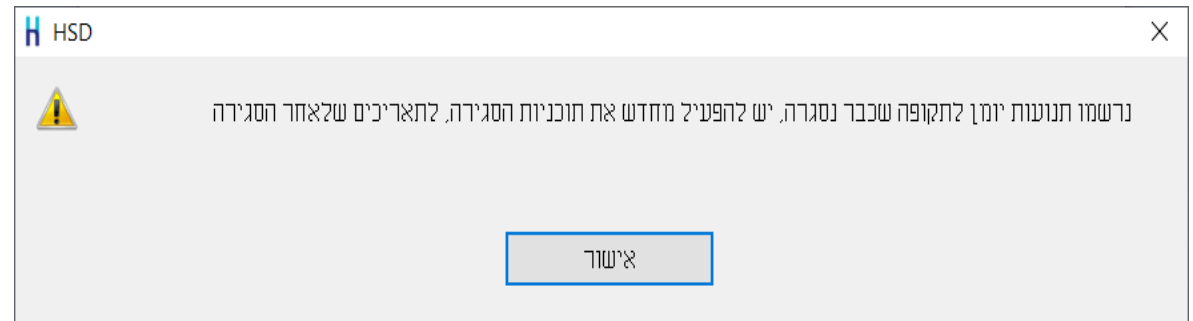 HSD
נרשמו תנועות יומן לתקופה שכבר נסגרה, יש להפעיל מחדש את תוכניות הסגירה, לתאריכים שלאחר הסגירה
אישור